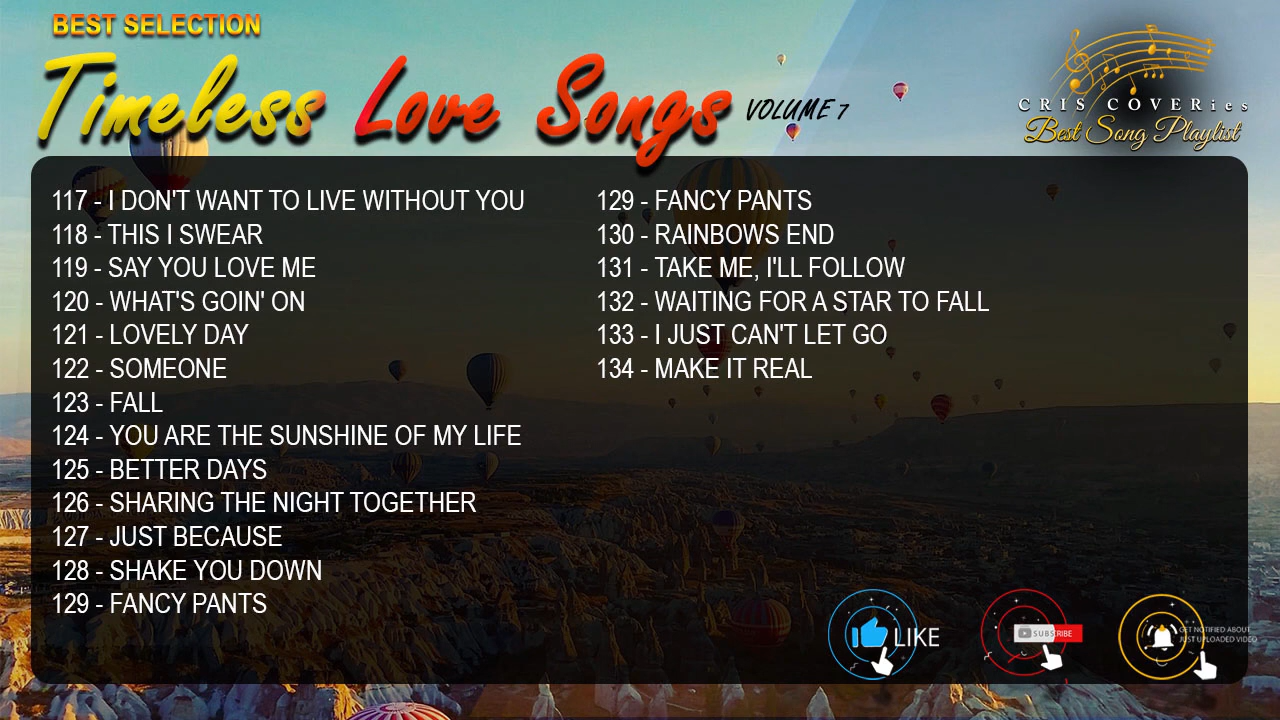 BEST SELECTION
Timeless Love Songs VOLUME 7
CRIS COVERies
Best Song Playlist
117 - I DON'T WANT TO LIVE WITHOUT YOU
118 - THIS I SWEAR
119 - SAY YOU LOVE ME
120 - WHAT'S GOIN' ON
121 - LOVELY DAY
122 - SOMEONE
123 - FALL
124 - YOU ARE THE SUNSHINE OF MY LIFE
125 - BETTER DAYS
126 - SHARING THE NIGHT TOGETHER
127 - JUST BECAUSE
128 - SHAKE YOU DOWN
129 - FANCY PANTS
129 - FANCY PANTS
130 - RAINBOWS END
131 - TAKE ME, I'LL FOLLOW
132 - WAITING FOR A STAR TO FALL
133 - I JUST CAN'T LET GO
134 - MAKE IT REAL
LIKE
SUBSCRIBE
GET NOTIFIED ABOUT
JUST UPLOADED VIDEO